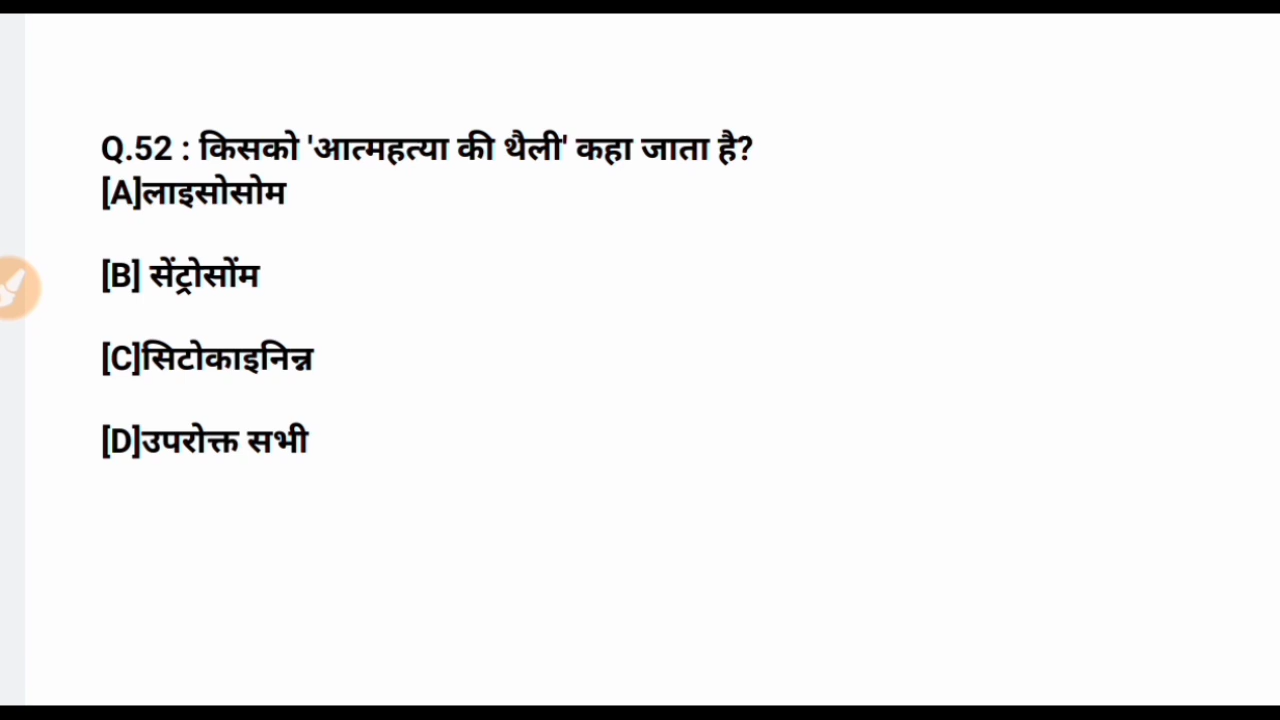 Q.52 : किसको 'आत्महत्या की थैली' कहा जाता है?
[A]लाइसोसोम
[B] सेंट्रोसोंम
[C]सिटोकाइनिन्न
[D]उपरोक्त सभी